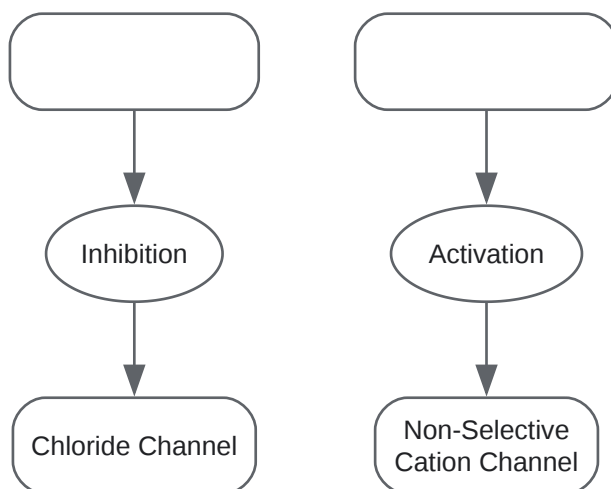 Inhibition
Activation
Chloride Channel
Non-Selective
Cation Channel